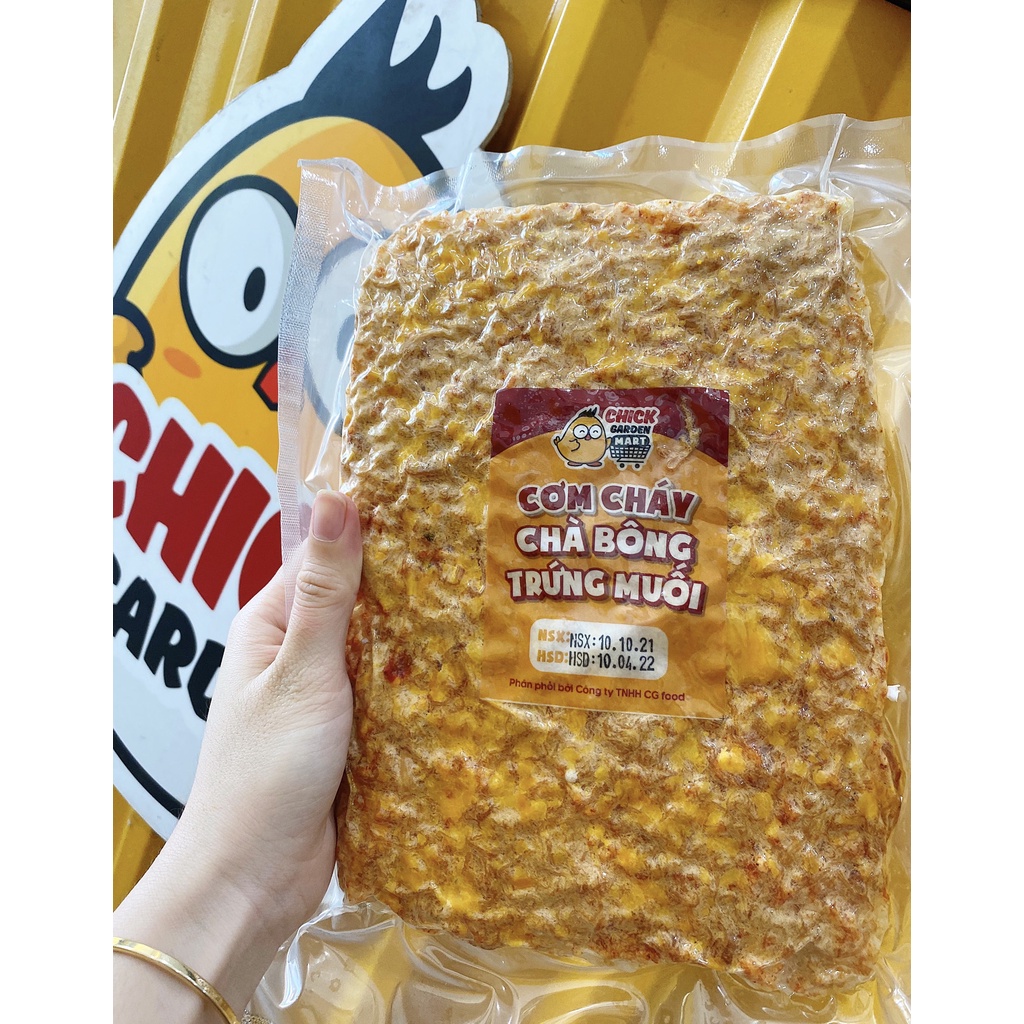 CHICK
GARDEN
MART
CƠM CHÁY
CHÀ BÔNG
TRỨNG MUỐI
NSX:NSX:10.10.21
HSD:HSD:10.04.22
Phân phối bởi Công ty TNHH CG food
CHIC
GARD